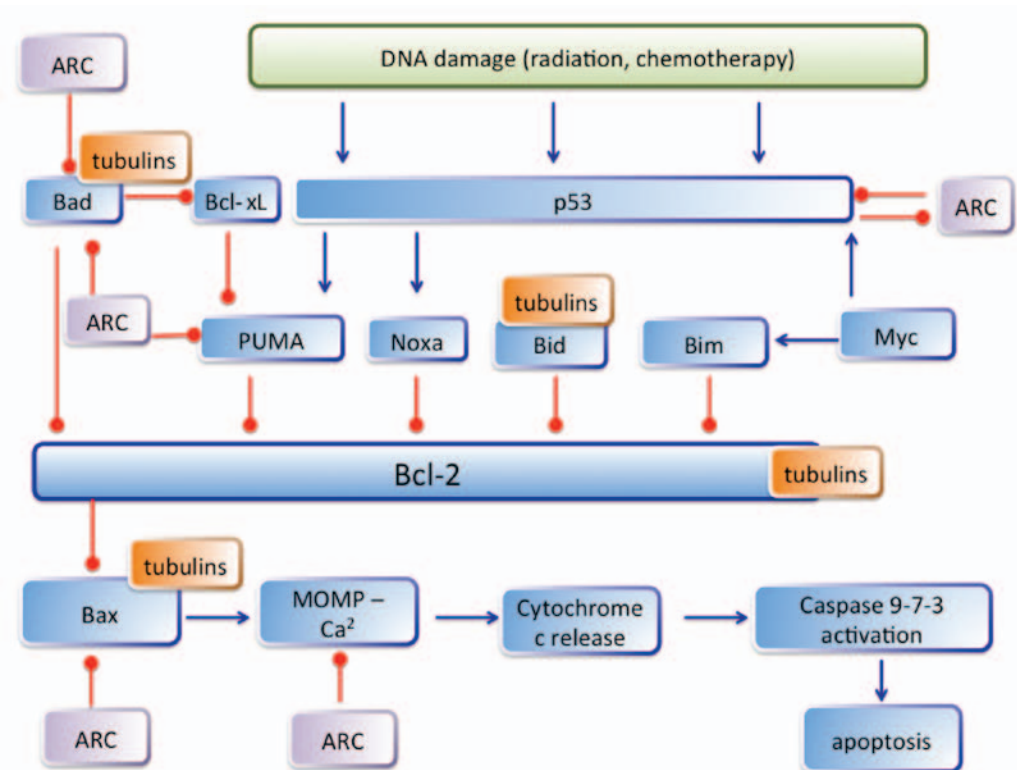 ARC
DNA damage (radiation, chemotherapy)
tubulins
Bad
Bcl-xL
p53
ARC
ARC
tubulins
PUMA
Noxa
Bid
Bim
Myc
Bcl-2
tubulins
tubulins
Bax
MOMP –
Ca²
Cytochrome
c release
Caspase 9-7-3
activation
ARC
ARC
apoptosis